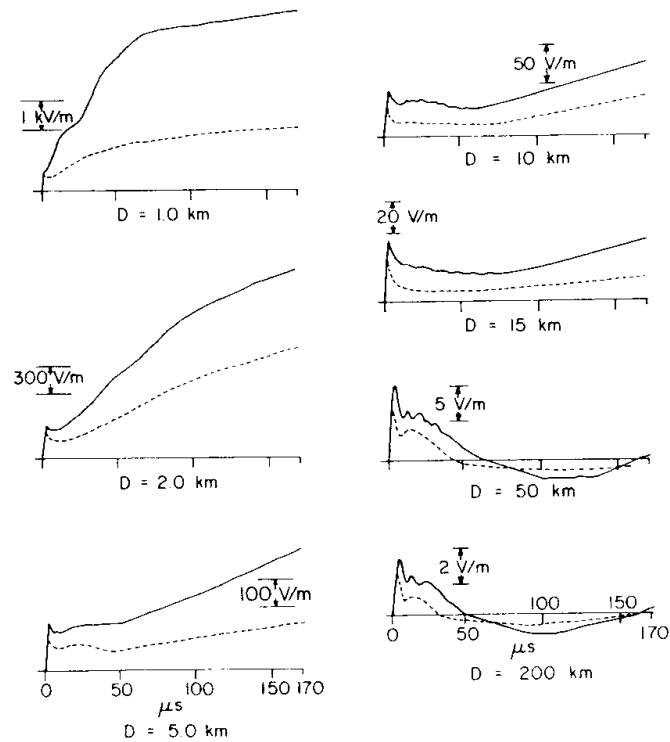 1 kV/m
D = 1.0 km
300 V/m
D = 2.0 km
100 V/m
0 50 100 150 170
μs
D = 5.0 km
50 V/m
D = 10 km
20 V/m
D = 15 km
5 V/m
D = 50 km
2 V/m
100 150
0 50 170
μs
D = 200 km